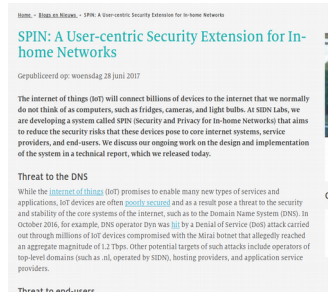 Home - Blogs en Nieuws - SPIN: A User-centric Security Extension for In-home Networks
SPIN: A User-centric Security Extension for In-
home Networks
Gepubliceerd op: woensdag 28 juni 2017
The internet of things (IoT) will connect billions of devices to the internet that we normally
do not think of as computers, such as fridges, cameras, and light bulbs. At SIDN Labs, we
are developing a system called SPIN (Security and Privacy for In-home Networks) that aims
to reduce the security risks that these devices pose to core internet systems, service
providers, and end-users. We discuss our ongoing work on the design and implementation
of the system in a technical report, which we released today.
Threat to the DNS
While the internet of things (IoT) promises to enable many new types of services and
applications, IoT devices are often poorly secured and as a result pose a threat to the security
and stability of the core systems of the internet, such as to the Domain Name System (DNS). In
October 2016, for example, DNS operator Dyn was hit by a Denial of Service (DoS) attack carried
out through millions of IoT devices compromised with the Mirai botnet that allegedly reached
an aggregate magnitude of 1.2 Tbps. Other potential targets of such attacks include operators of
top-level domains (such as .nl, operated by SIDN), hosting providers, and application service
providers.
Threat to end-users